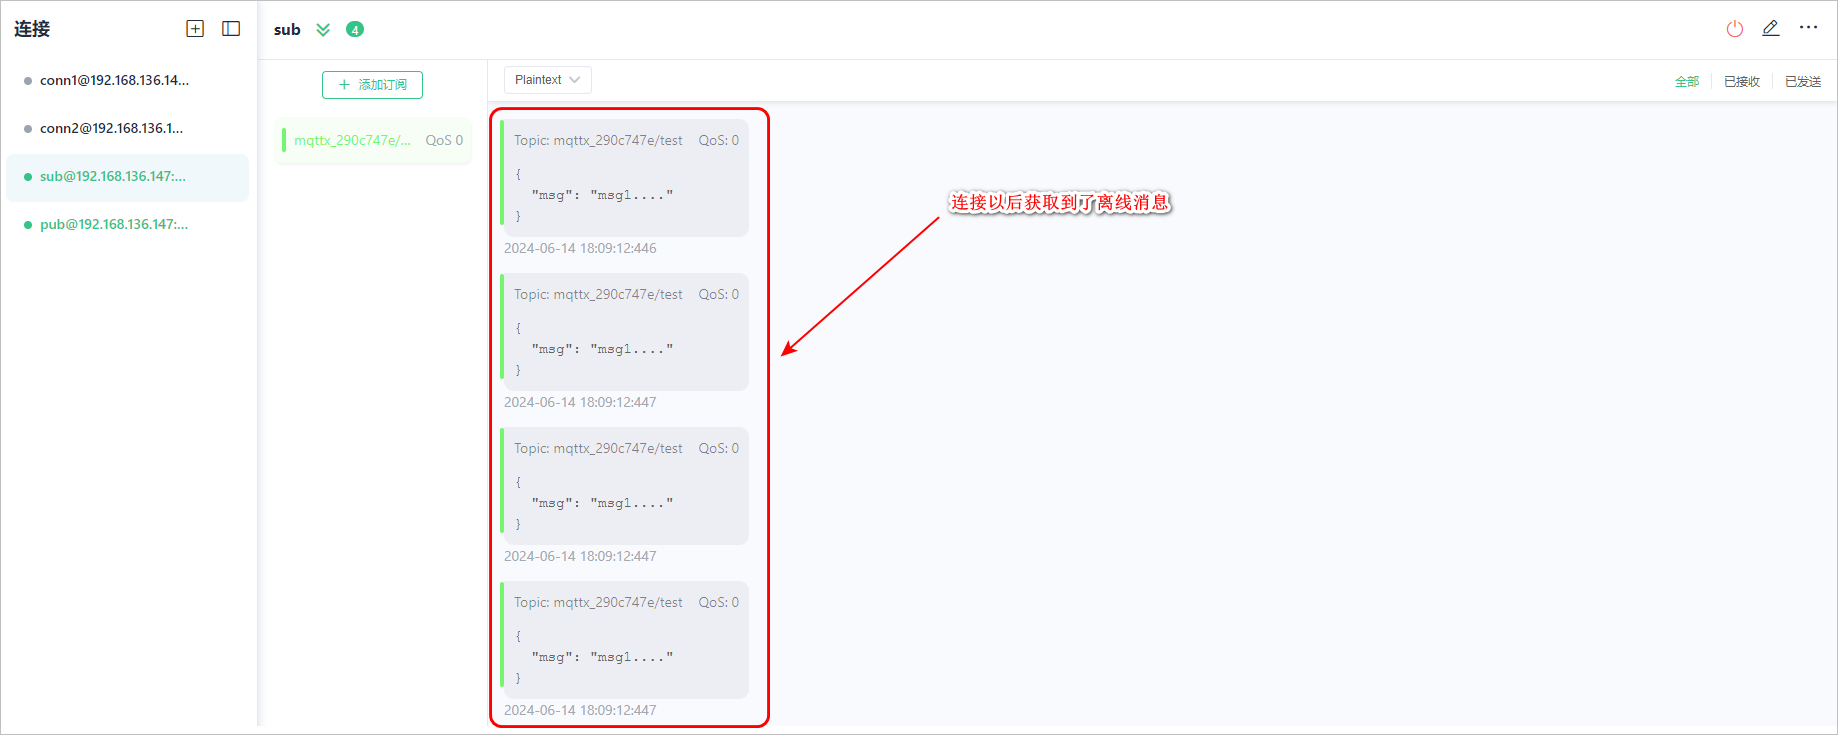 连接
conn1@192.168.136.14...
conn2@192.168.136.1...
sub@192.168.136.147:...
pub@192.168.136.147:...
sub 4
添加订阅
mqttx_290c747e/... QoS 0
Plaintext
全部 已接收 已发送
Topic: mqttx_290c747e/test QoS: 0
{
"msg": "msg1...."
}
2024-06-14 18:09:12:446
Topic: mqttx_290c747e/test QoS: 0
{
"msg": "msg1...."
}
2024-06-14 18:09:12:447
Topic: mqttx_290c747e/test QoS: 0
{
"msg": "msg1...."
}
2024-06-14 18:09:12:447
Topic: mqttx_290c747e/test QoS: 0
{
"msg": "msg1...."
}
2024-06-14 18:09:12:447
连接以后获取到了离线消息